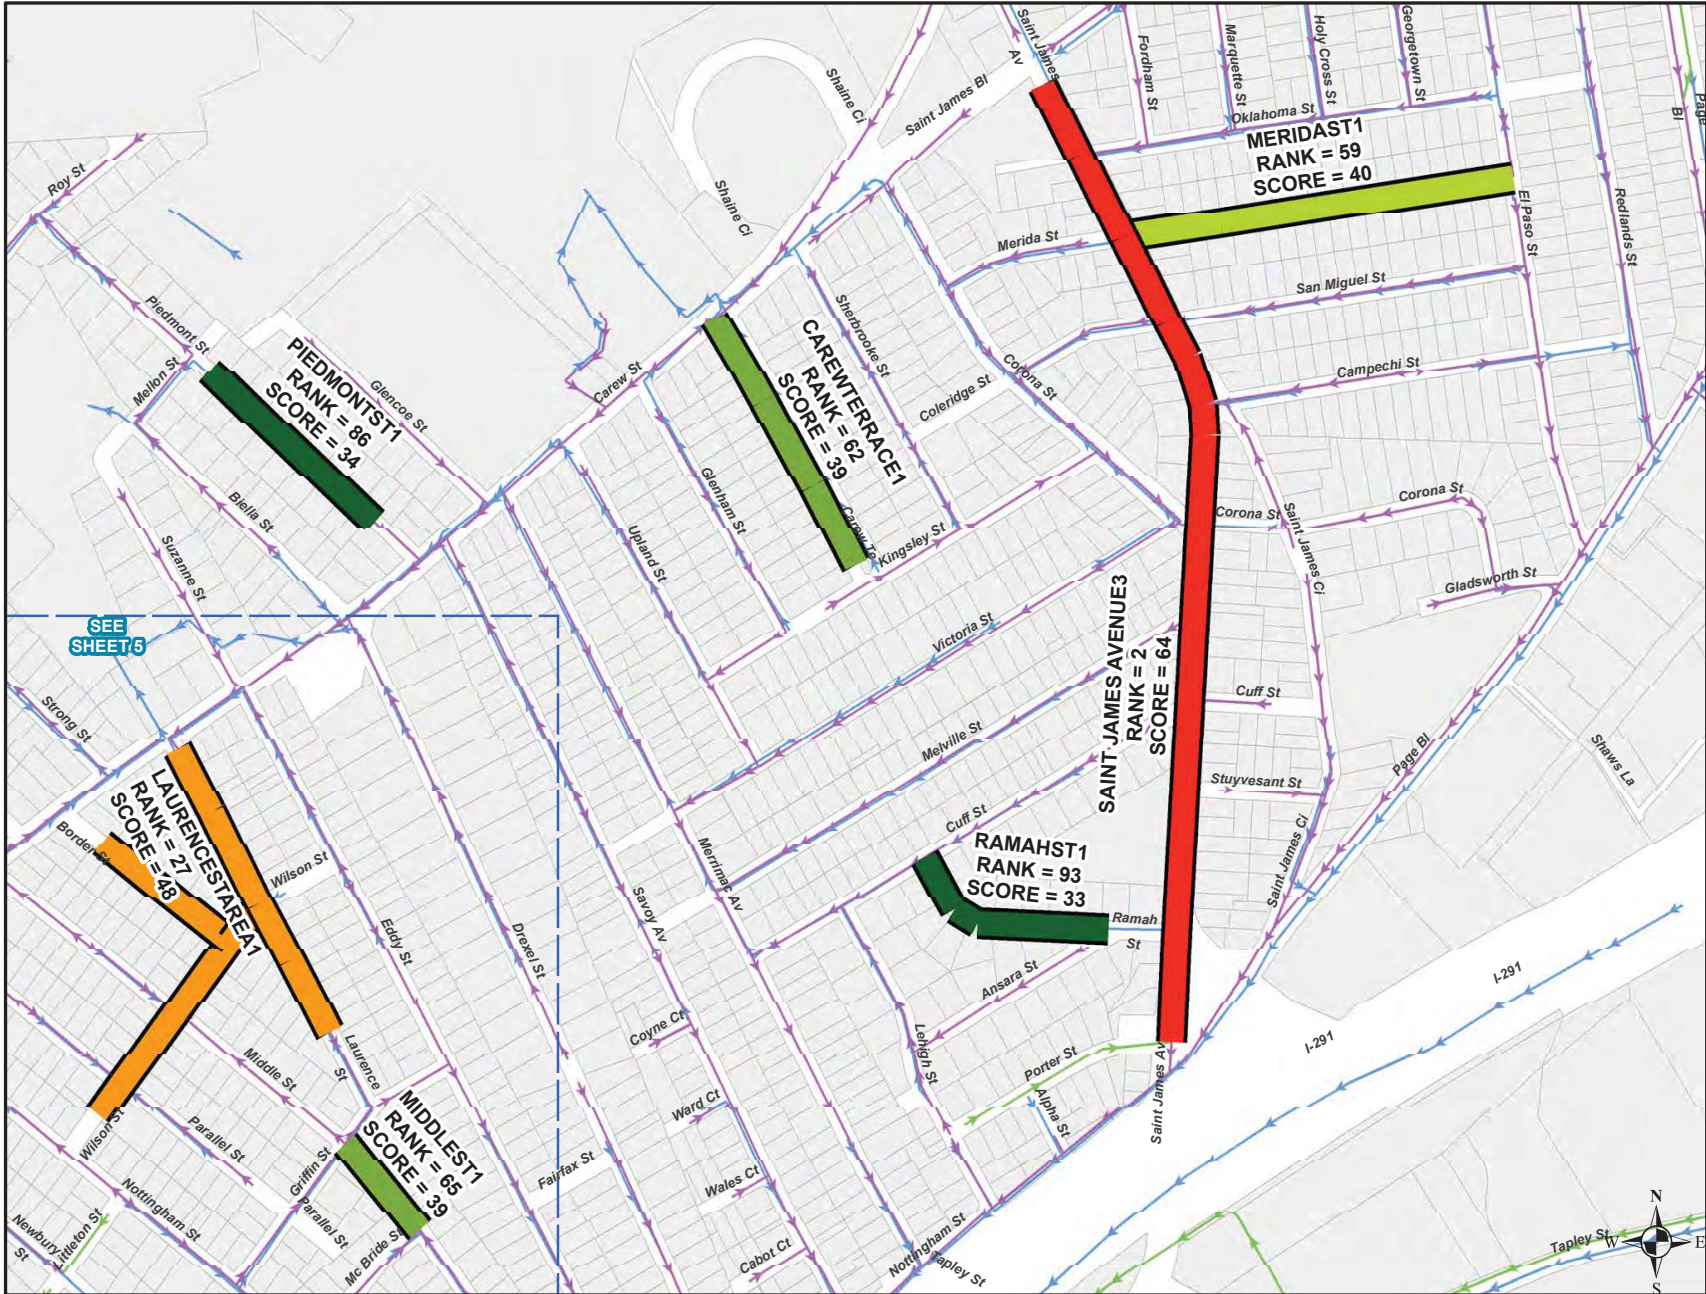 Saint James
Av
Fordham St
Marquette St
Holy Cross St
Georgetown St
Bl
Page
Shaine Ci
Saint James Bl
Oklahoma St
MERIDAST1
RANK = 59
SCORE = 40
Roy St
Shaine Ci
Merida St
El Paso St
Redlands St
San Miguel St
Piedmont St
Mellon St
PIEDMONTST1
RANK = 86
SCORE = 34
Glencoe St
Carew St
CAREWTERRACE1
RANK = 62
SCORE = 39
Sherbrooke St
Coleridge St
Corona St
Campechi St
Biella St
Suzanne St
Upland St
Glenham St
Carew Te
Kingsley St
Corona St
Corona St
Saint James Ci
Gladsworth St
SEE
SHEET 5
Victoria St
SAINT JAMES AVENUE3
RANK = 2
SCORE = 64
Strong St
Melville St
Cuff St
Page Bl
Shaws La
Stuyvesant St
LAURENCESTAREA1
RANK = 27
SCORE = 48
Border St
Wilson St
Cuff St
RAMAHST1
RANK = 93
SCORE = 33
Ramah
St
Saint James Ci
Merrimac Av
Savoy Av
Eddy St
Drexel St
Ansara St
I-291
I-291
Coyne Ct
Lehigh St
Porter St
Alpha St
Saint James Av
Laurence
St
Middle St
MIDDLEST1
RANK = 65
SCORE = 39
Ward Ct
Wilson St
Parallel St
Griffin St
Parallel St
Fairfax St
Wales Ct
Nottingham St
Newbury
St
Littleton St
Mc Bride St
Cabot Ct
Nottingham St
Tapley St
Tapley St
N
W
E
S